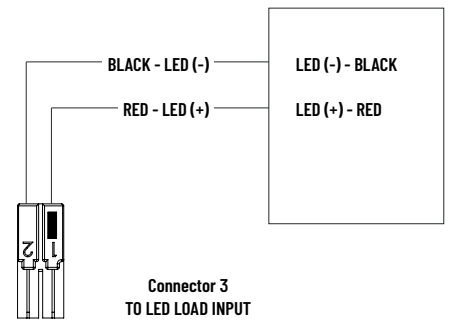 BLACK - LED (-) LED (-) - BLACK
RED - LED (+) LED (+) - RED
2 1
Connector 3
TO LED LOAD INPUT